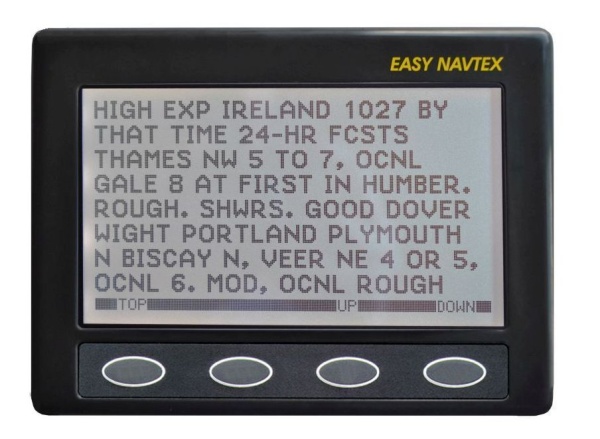 EASY NAVTEX
HIGH EXP IRELAND 1027 BY
THAT TIME 24-HR FCSTS
THAMES NW 5 TO 7, OCNL
GALE 8 AT FIRST IN HUMBER.
ROUGH. SHWRS. GOOD DOVER
WIGHT PORTLAND PLYMOUTH
N BISCAY N, VEER NE 4 OR 5,
OCNL 6. MOD, OCNL ROUGH
TOP UP DOWN